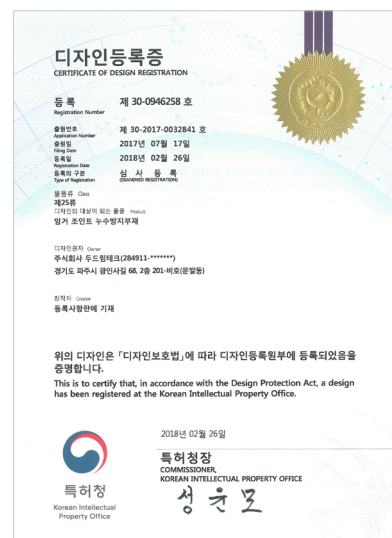 디자인등록증
CERTIFICATE OF DESIGN REGISTRATION
등 록 제 30-0946258 호
Registration Number
출원번호 제 30-2017-0032841 호
Application Number
출원일 2017년 07월 17일
Filing Date
등록일 2018년 02월 26일
Registration Date
등록의 구분 심 사 등 록
Type of Registration (EXAMINED REGISTRATION)
물품류 Class
제25류
디자인의 대상이 되는 물품 Product
암거 조인트 누수방지부재
디자인권자 Owner
주식회사 두드림테크(284911-*******)
경기도 파주시 광인사길 68, 2층 201-비호(문발동)
창작자 Creator
등록사항란에 기재
위의 디자인은 「디자인보호법」에 따라 디자인등록원부에 등록되었음을
증명합니다.
This is to certify that, in accordance with the Design Protection Act, a design
has been registered at the Korean Intellectual Property Office.
2018년 02월 26일
특허청장
COMMISSIONER,
KOREAN INTELLECTUAL PROPERTY OFFICE
성윤모
특허청
Korean Intellectual
Property Office